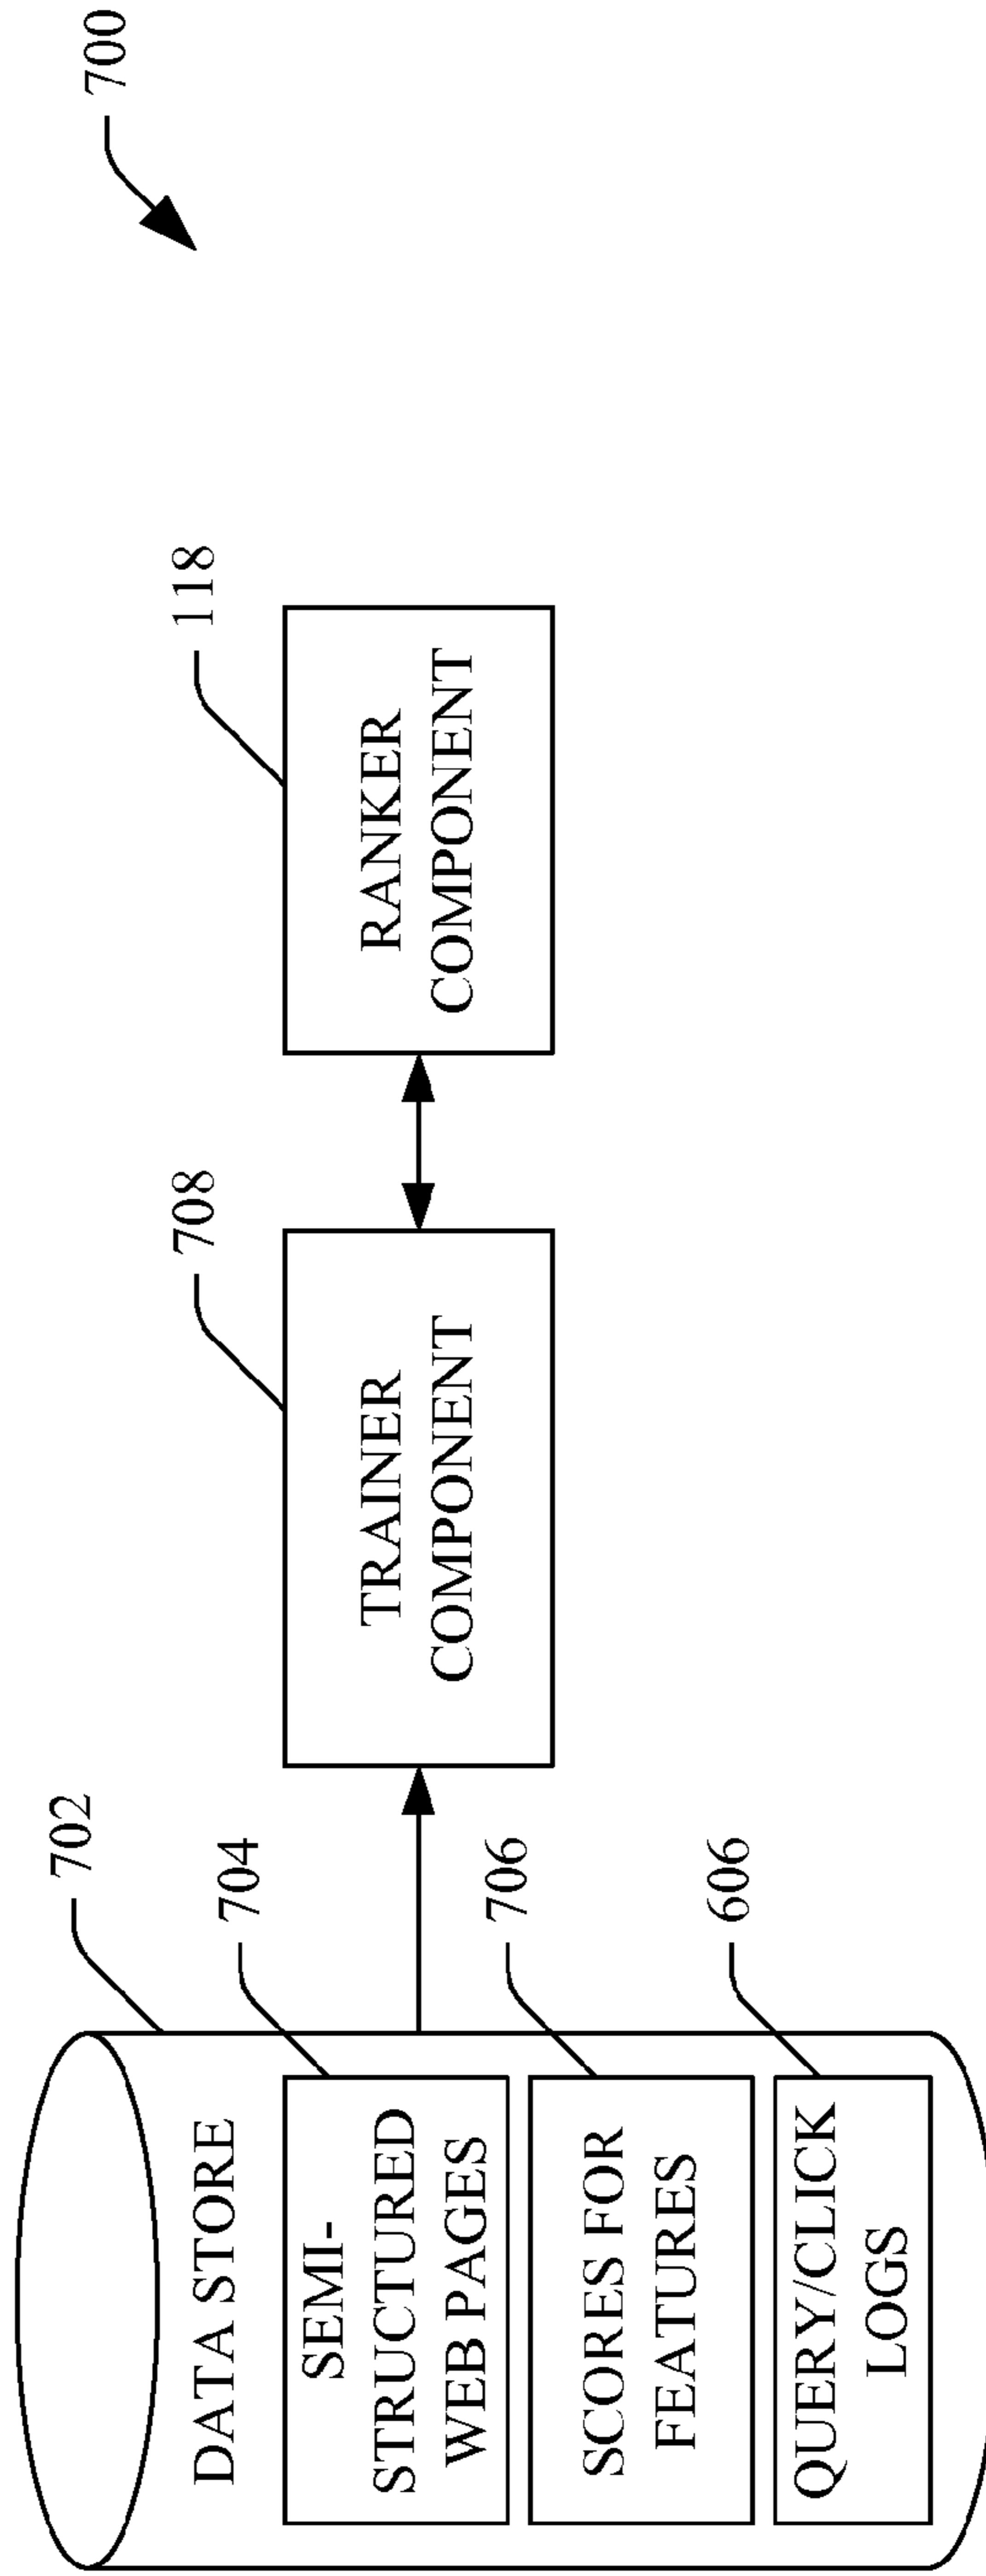 700
702
DATA STORE
704
SEMI-
STRUCTURED
WEB PAGES
706
SCORES FOR
FEATURES
606
QUERY/CLICK
LOGS
708
TRAINER
COMPONENT
118
RANKER
COMPONENT